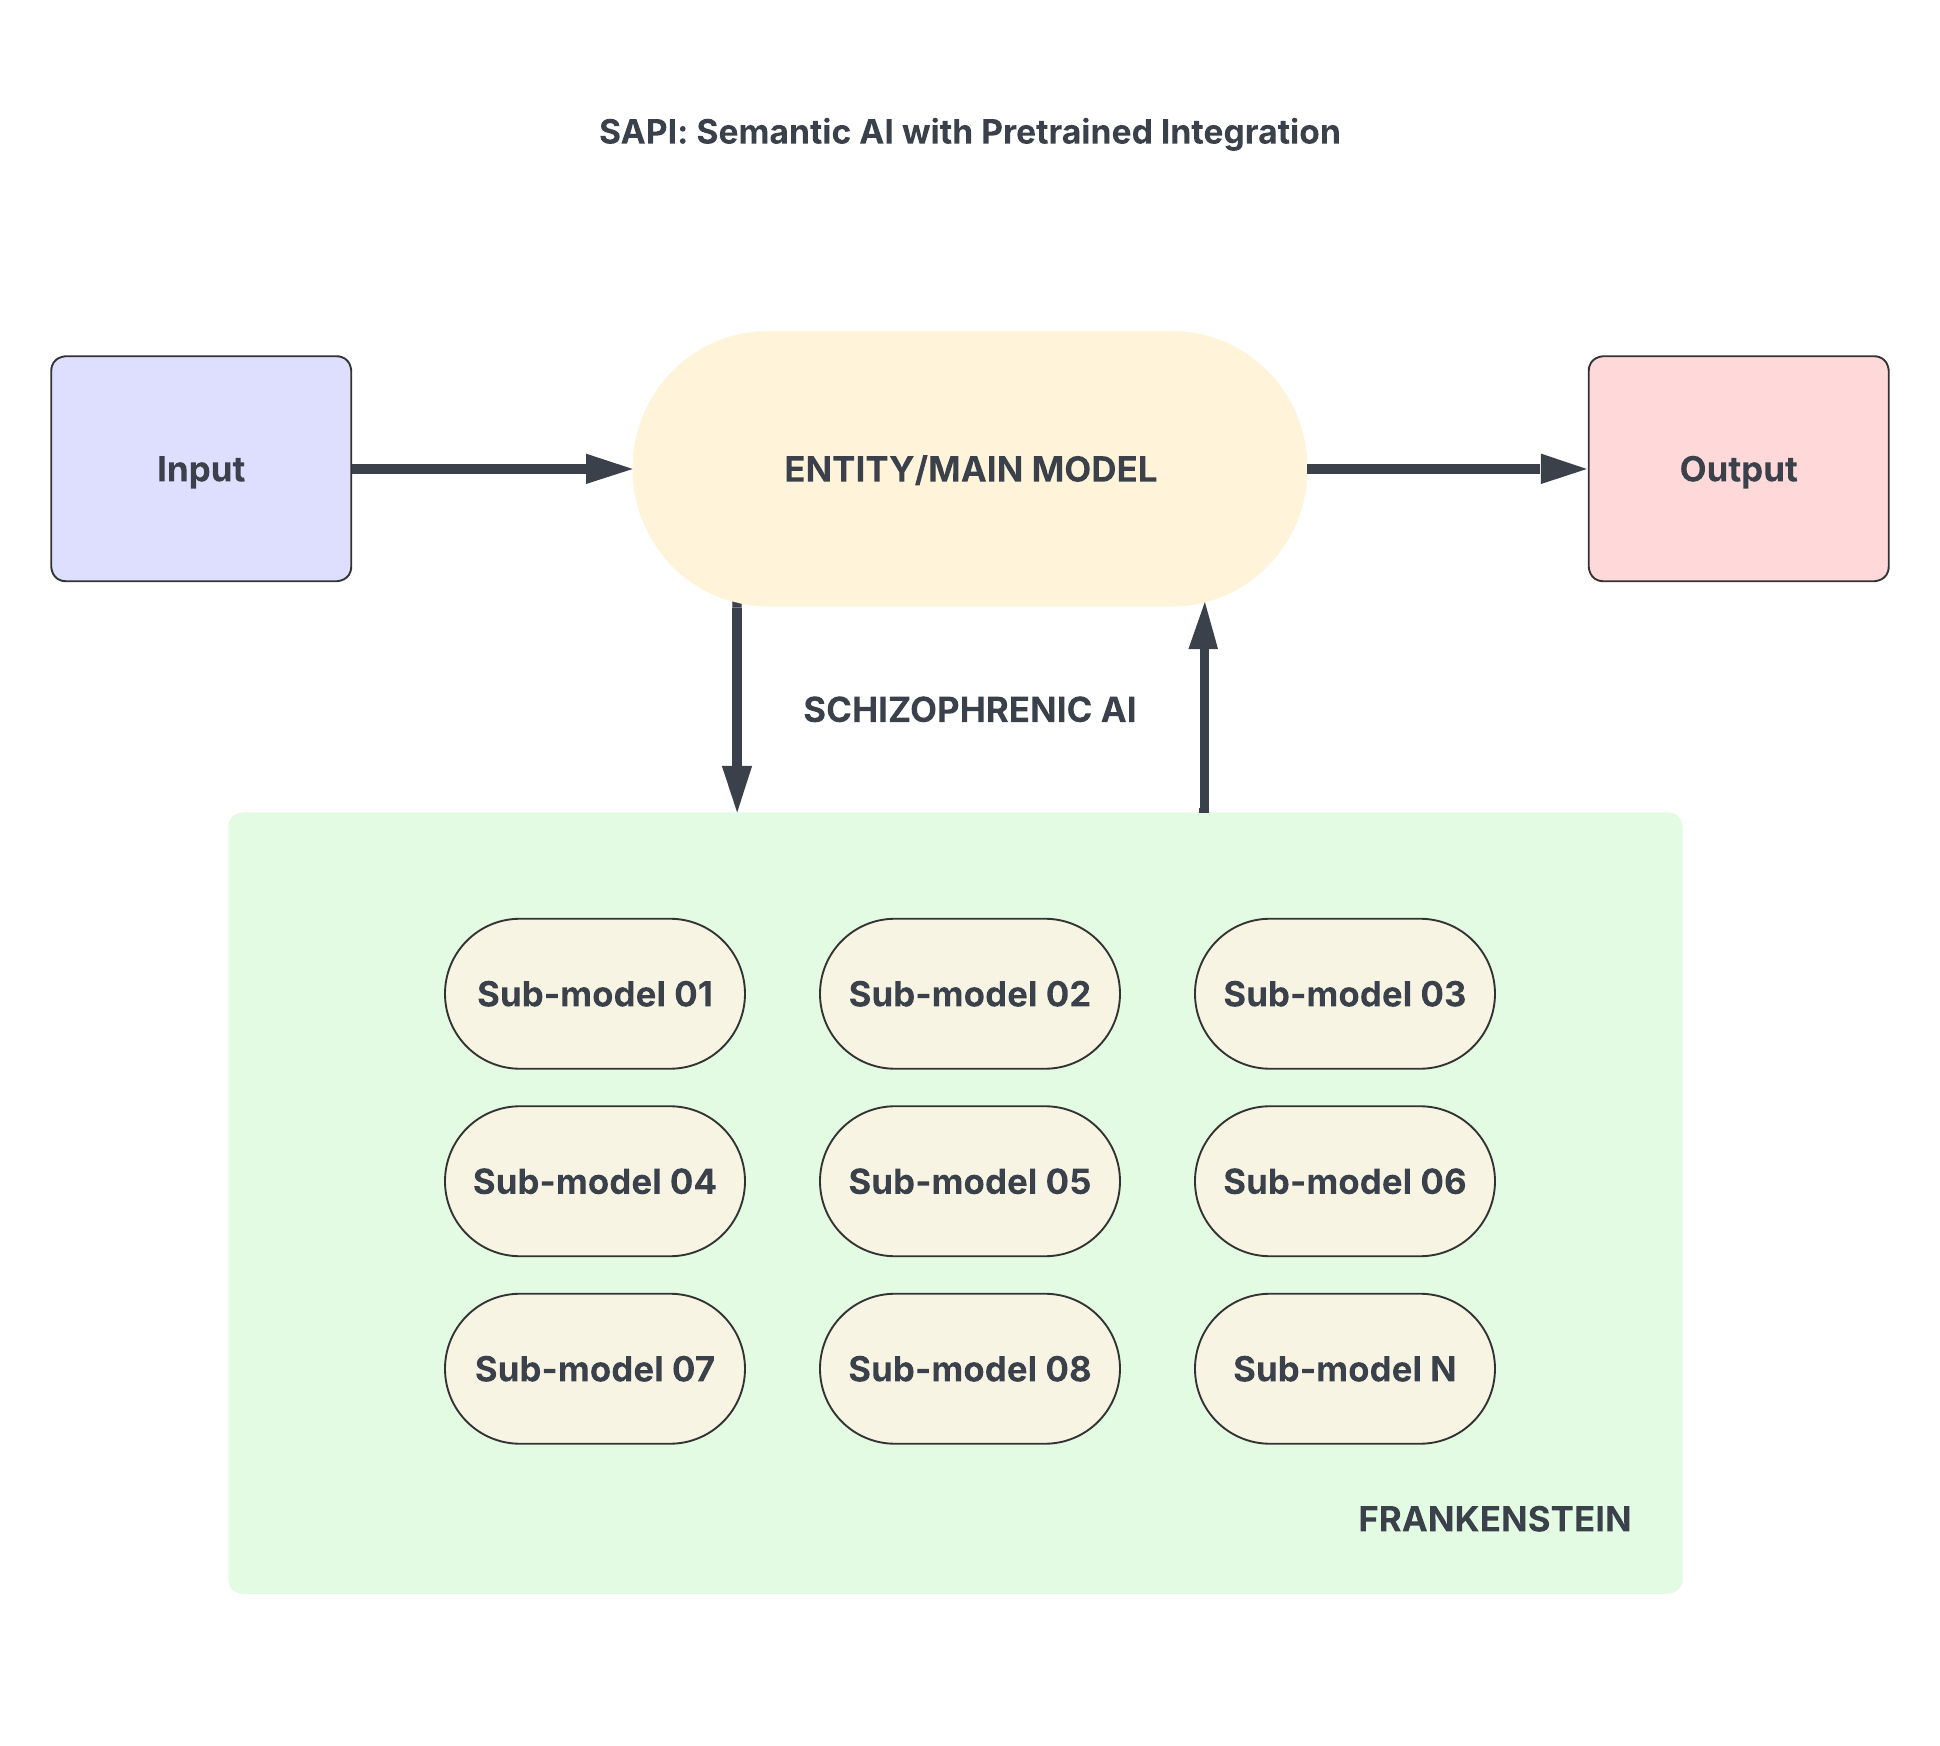 SAPI: Semantic AI with Pretrained Integration
Input
ENTITY/MAIN MODEL
Output
SCHIZOPHRENIC AI
Sub-model 01
Sub-model 02
Sub-model 03
Sub-model 04
Sub-model 05
Sub-model 06
Sub-model 07
Sub-model 08
Sub-model N
FRANKENSTEIN